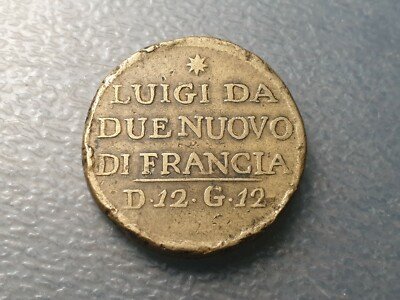 LUIGI DA
DUE NUOVO
DI FRANCIA
D·12·G·12